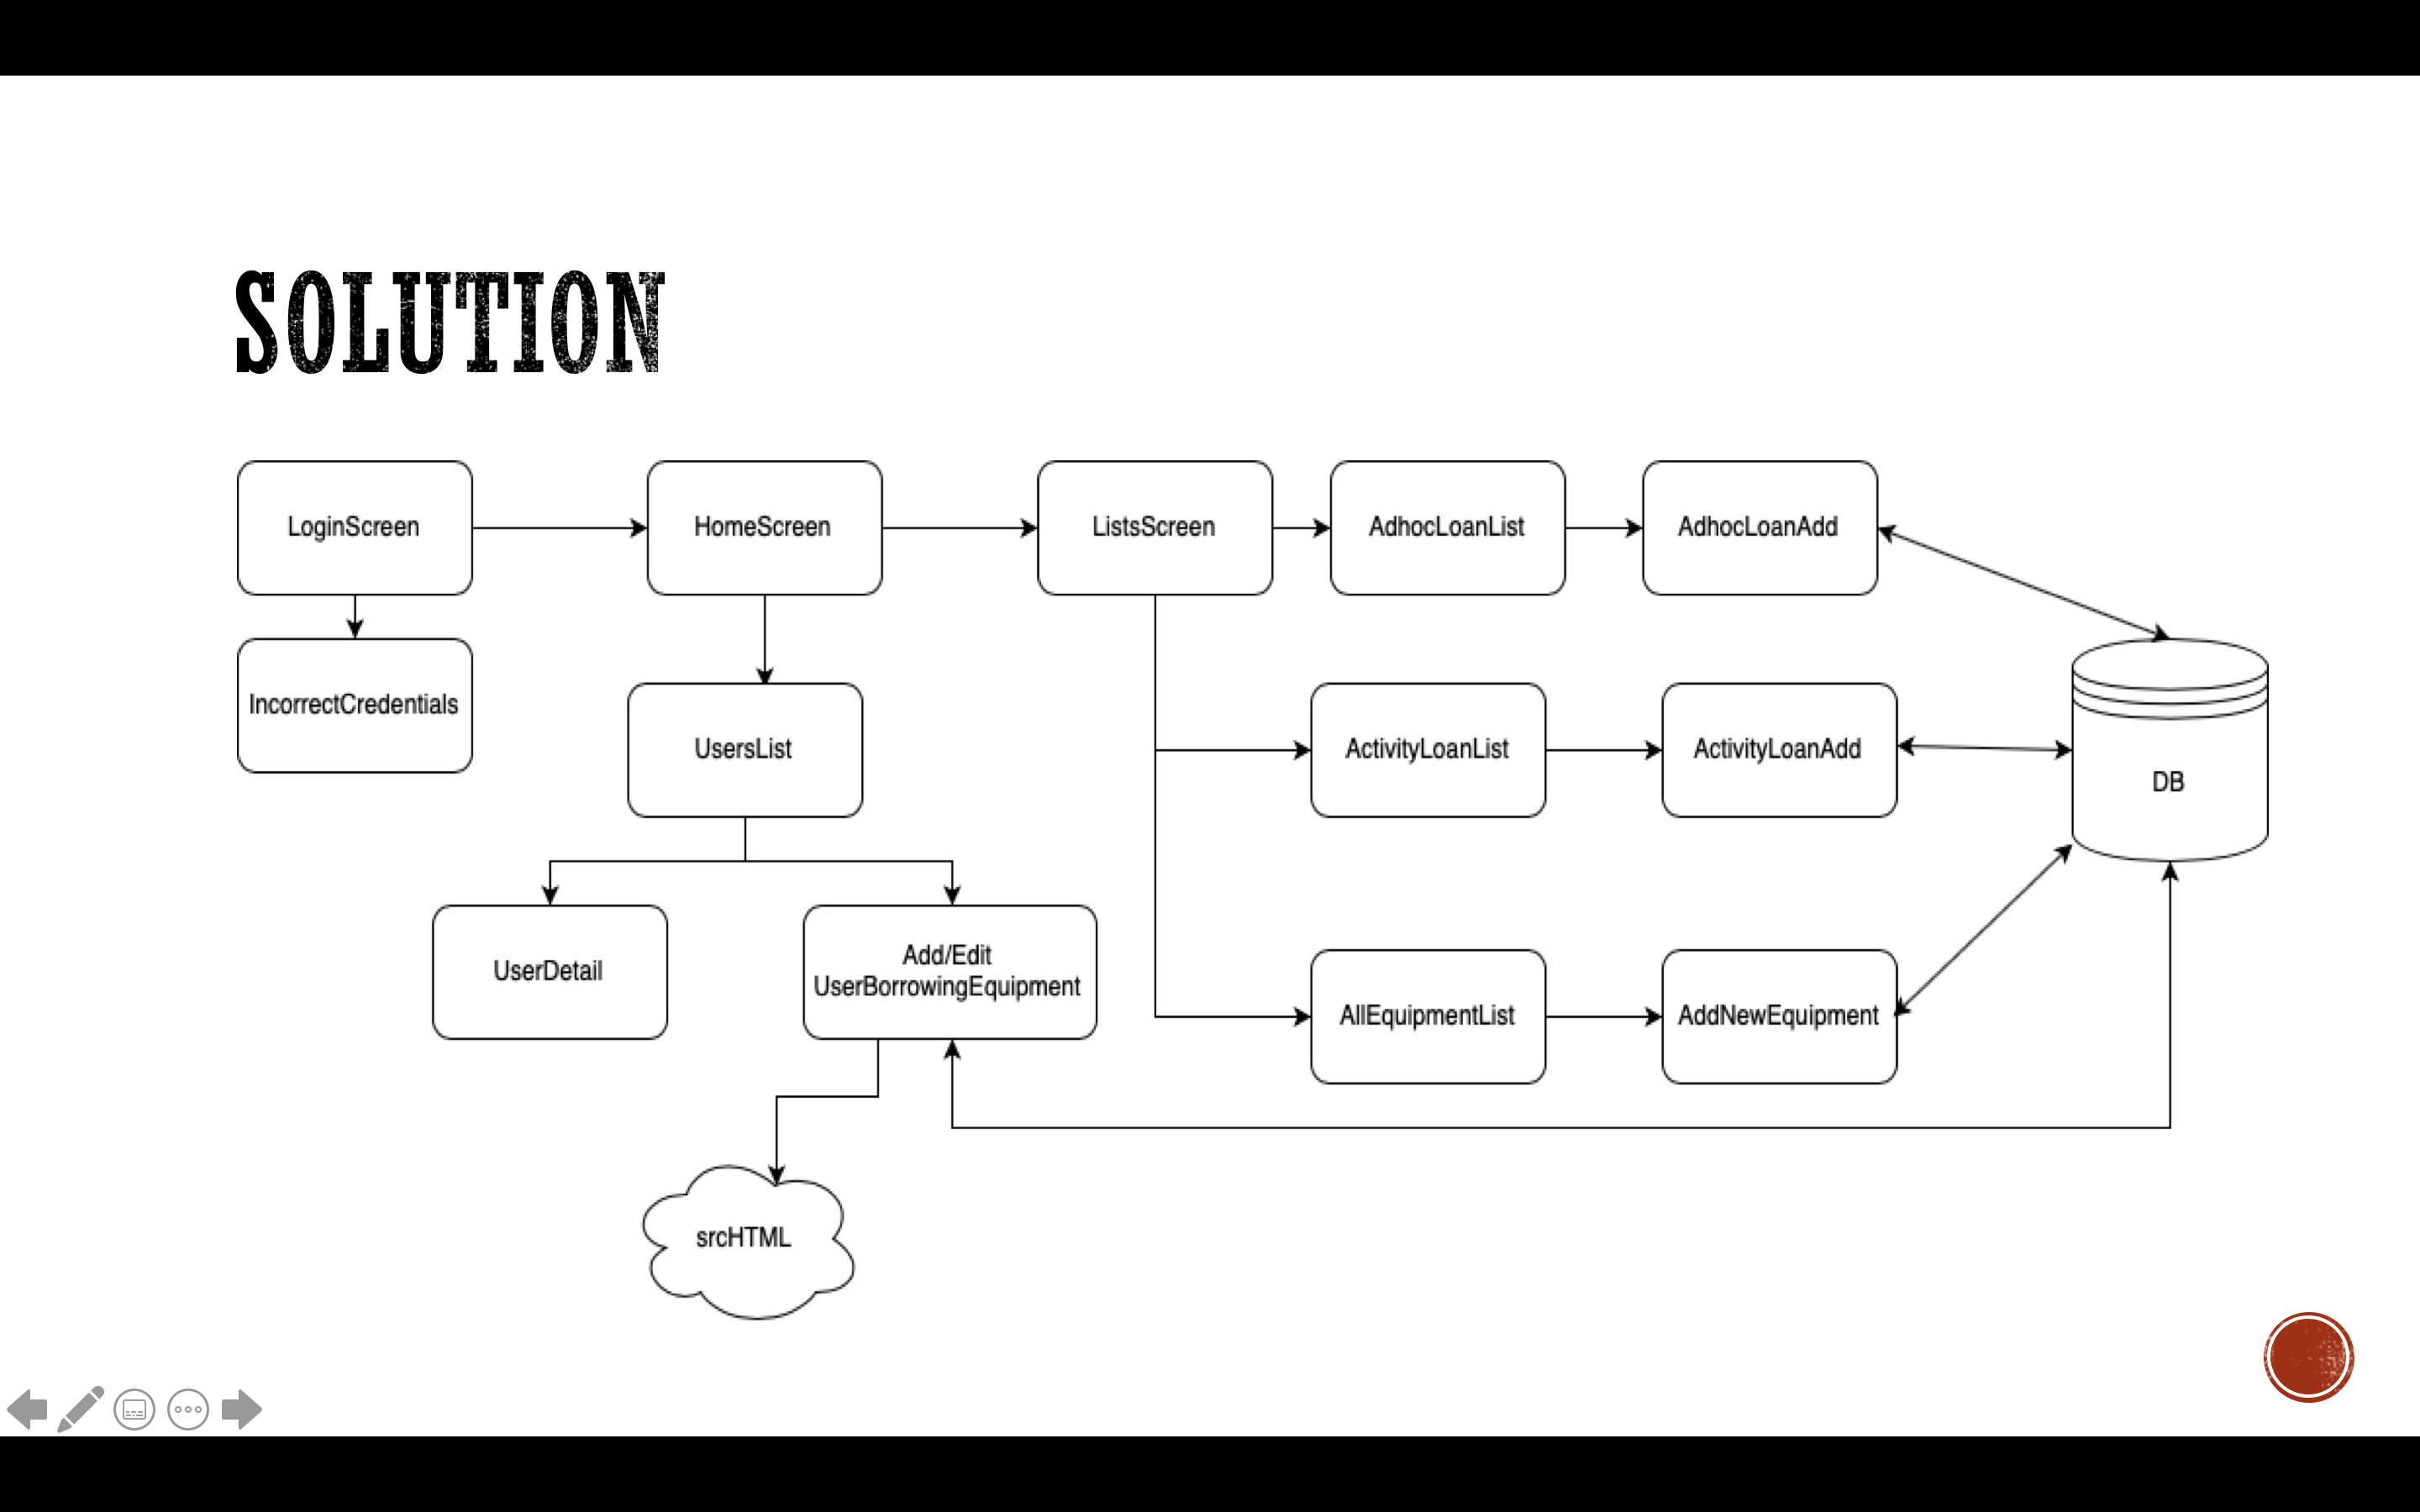 SOLUTION
LoginScreen
HomeScreen
ListsScreen
AdhocLoanList
AdhocLoanAdd
IncorrectCredentials
UsersList
ActivityLoanList
ActivityLoanAdd
DB
UserDetail
Add/Edit
UserBorrowingEquipment
AllEquipmentList
AddNewEquipment
srcHTML